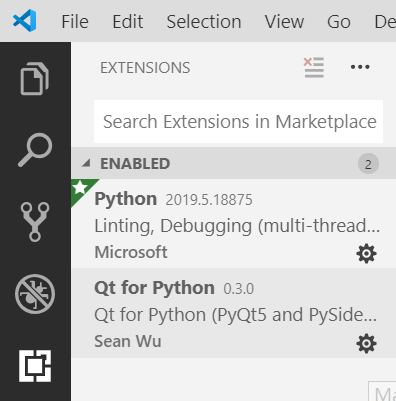 File Edit Selection View Go De
EXTENSIONS
Search Extensions in Marketplace
ENABLED 2
Python 2019.5.18875
Linting, Debugging (multi-thread...
Microsoft
Qt for Python 0.3.0
Qt for Python (PyQt5 and PySide...
Sean Wu
Ma